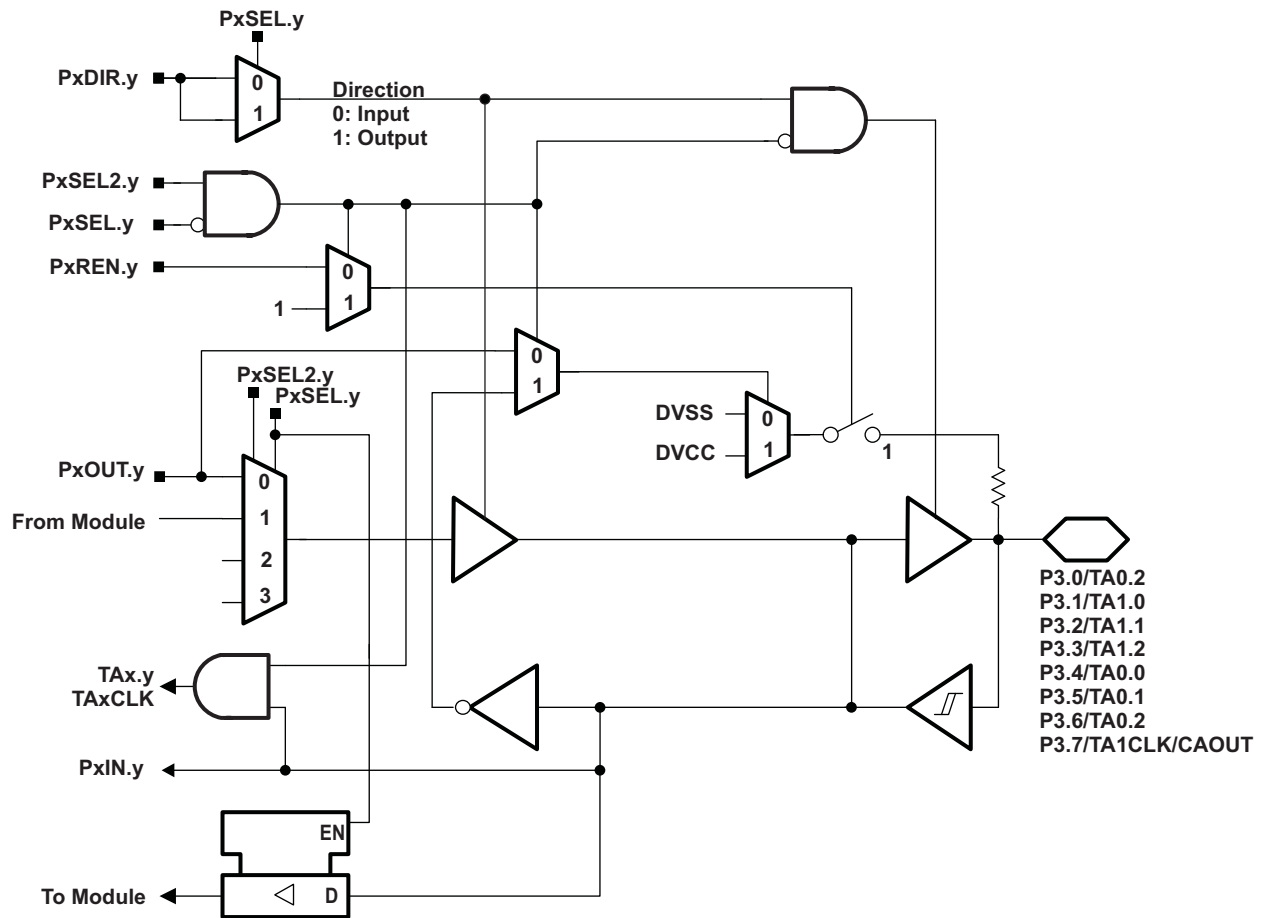 PxSEL.y
PxDIR.y
0
1
Direction
0: Input
1: Output
PxSEL2.y
PxSEL.y
PxREN.y
0
1
1
0
1
PxSEL2.y
PxSEL.y
DVSS
DVCC
0
1
1
PxOUT.y
From Module
0
1
2
3
P3.0/TA0.2
P3.1/TA1.0
P3.2/TA1.1
P3.3/TA1.2
P3.4/TA0.0
P3.5/TA0.1
P3.6/TA0.2
P3.7/TA1CLK/CAOUT
TAx.y
TAxCLK
PxIN.y
EN
D
To Module